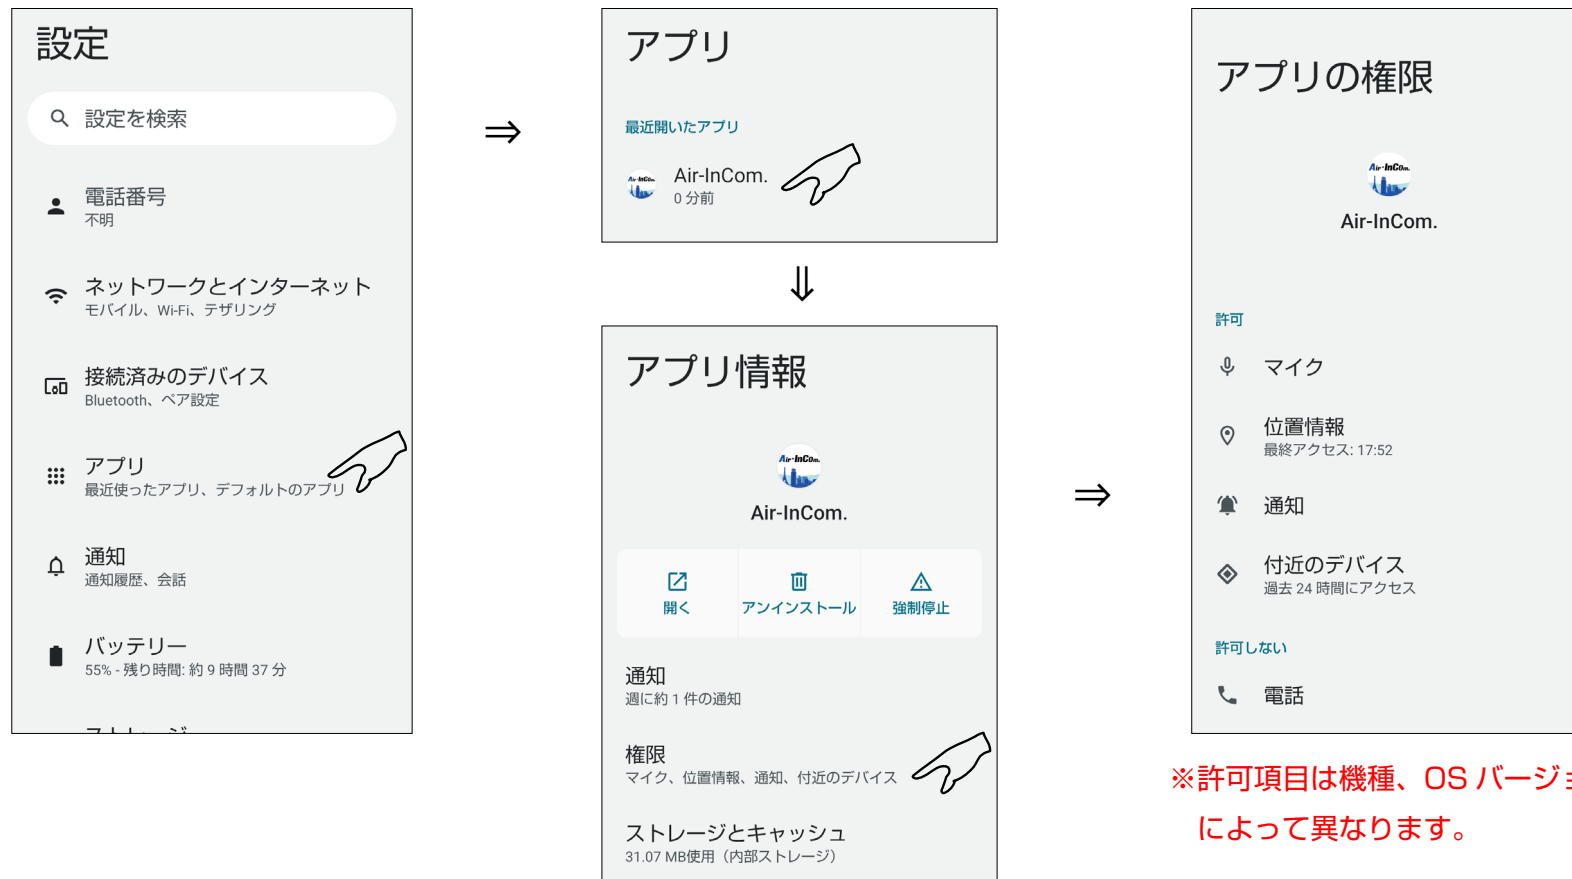 設定
設定を検索
電話番号
不明
ネットワークとインターネット
モバイル、Wi-Fi、テザリング
接続済みのデバイス
Bluetooth、ペア設定
アプリ
最近使ったアプリ、デフォルトのアプリ
通知
通知履歴、会話
バッテリー
55% - 残り時間: 約 9 時間 37 分
ストレージ
⇒
アプリ
最近開いたアプリ
Air-InCom.
Air-InCom.
0 分前
⇓
アプリ情報
Air-InCom.
Air-InCom.
開く
アンインストール
強制停止
通知
週に約 1 件の通知
権限
マイク、位置情報、通知、付近のデバイス
ストレージとキャッシュ
31.07 MB使用（内部ストレージ）
⇒
アプリの権限
Air-InCom.
Air-InCom.
許可
マイク
位置情報
最終アクセス: 17:52
通知
付近のデバイス
過去 24 時間にアクセス
許可しない
電話
※許可項目は機種、OS バージョ
によって異なります。